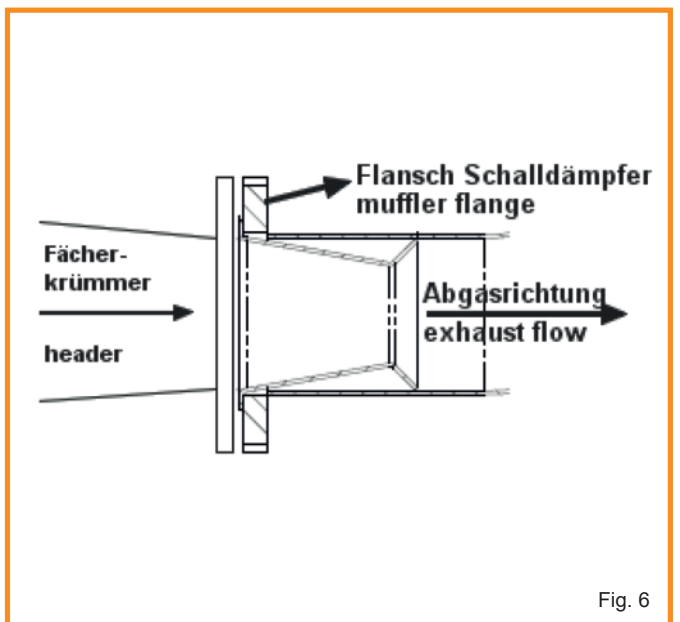 Flansch Schalldämpfer
muffler flange
Fächer-
krümmer
header
Abgasrichtung
exhaust flow
Fig. 6